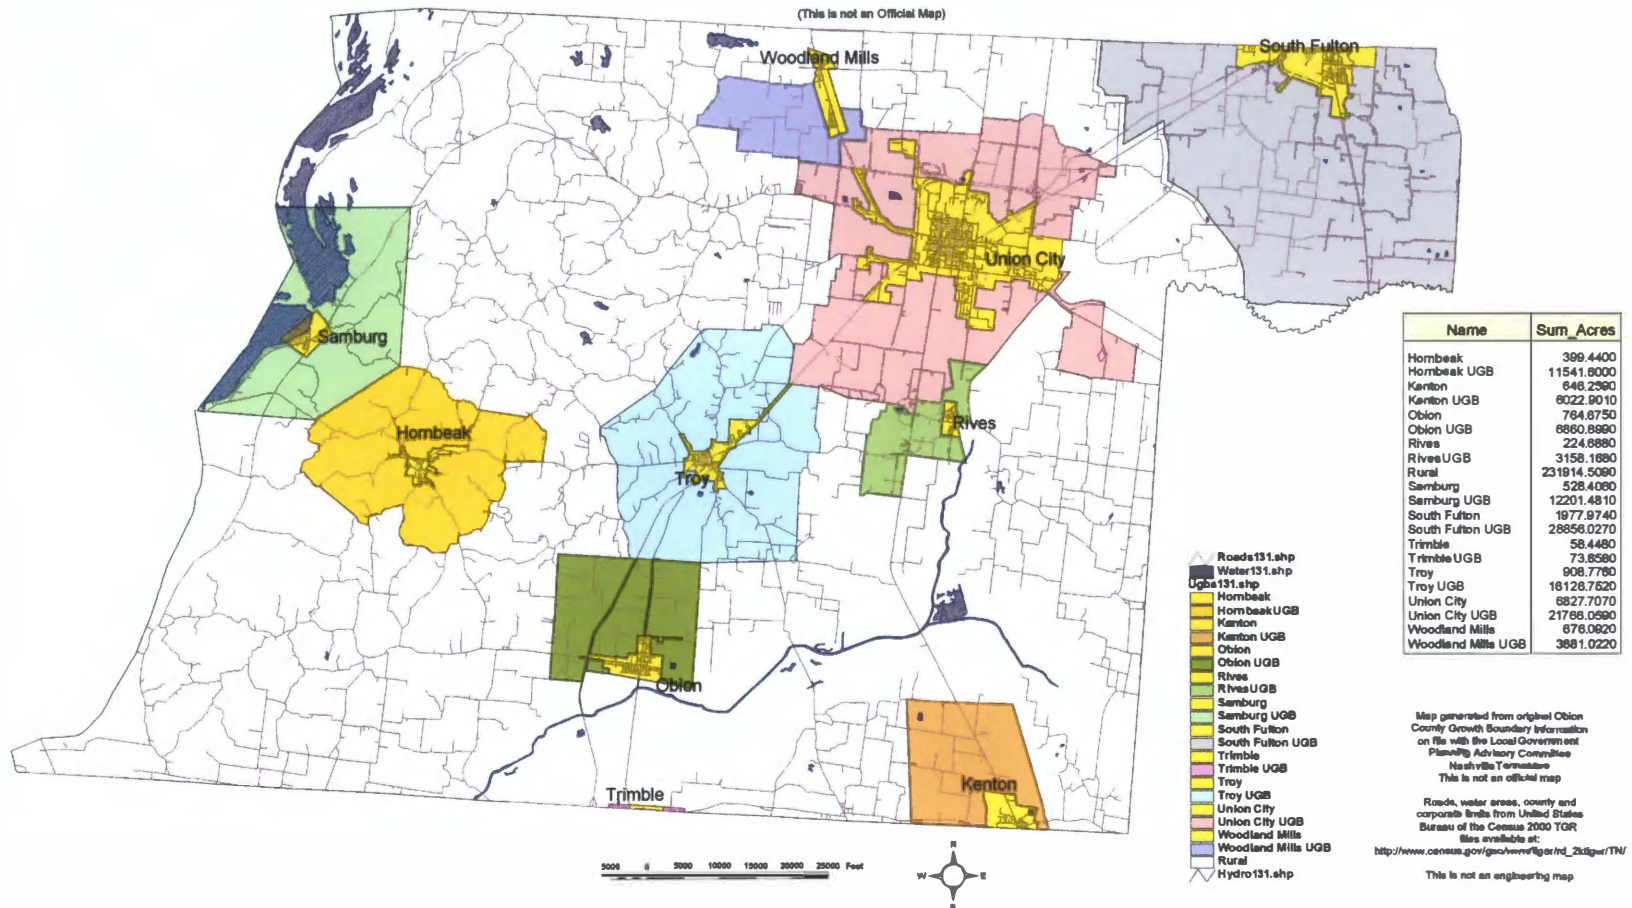 (This is not an Official Map)
South Fulton
Woodland Mills
Union City
Samburg
Hornbeak
Rives
Troy
Obion
Kenton
Trimble
Name Sum_Acres
Hornbeak 399.4400
Hornbeak UGB 11541.6000
Kenton 646.2590
Kenton UGB 6022.9010
Obion 764.6750
Obion UGB 6860.8990
Rives 224.6880
Rives UGB 3158.1680
Rural 231914.5090
Samburg 528.4060
Samburg UGB 12201.4810
South Fulton 1977.9740
South Fulton UGB 28856.0270
Trimble 58.4480
Trimble UGB 73.6580
Troy 908.7760
Troy UGB 16126.7520
Union City 6827.7070
Union City UGB 21766.0590
Woodland Mills 676.0920
Woodland Mills UGB 3681.0220
Roads131.shp
Water131.shp
Ugbs131.shp
Hornbeak
Hornbeak UGB
Kenton
Kenton UGB
Obion
Obion UGB
Rives
Rives UGB
Samburg
Samburg UGB
South Fulton
South Fulton UGB
Trimble
Trimble UGB
Troy
Troy UGB
Union City
Union City UGB
Woodland Mills
Woodland Mills UGB
Rural
Hydro131.shp
Map generated from original Obion
County Growth Boundary Information
on file with the Local Government
Planning Advisory Committee
Nashville Tennessee
This is not an official map
Roads, water areas, county and
corporate limits from United States
Bureau of the Census 2000 TGR
files available at:
This is not an engineering map
5000 0 5000 10000 15000 20000 25000 Feet
N
W E
S